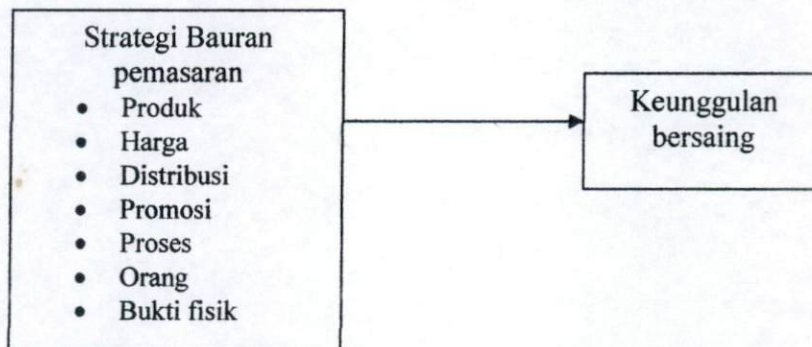 Strategi Bauran
pemasaran
• Produk
• Harga
• Distribusi
• Promosi
• Proses
• Orang
• Bukti fisik
Keunggulan
bersaing